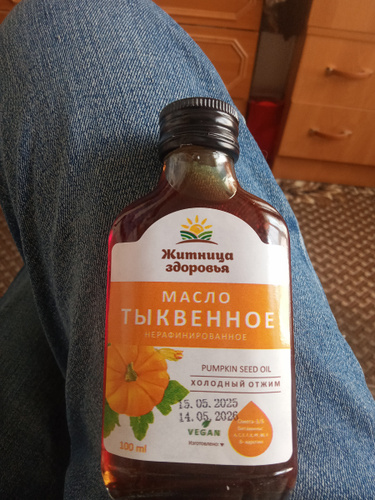 Житница
здоровья
МАСЛО
ТЫКВЕННОЕ
НЕРАФИНИРОВАННОЕ
PUMPKIN SEED OIL
ХОЛОДНЫЙ ОТЖИМ
15.05.2025
14.05.2026
VEGAN
100 ml